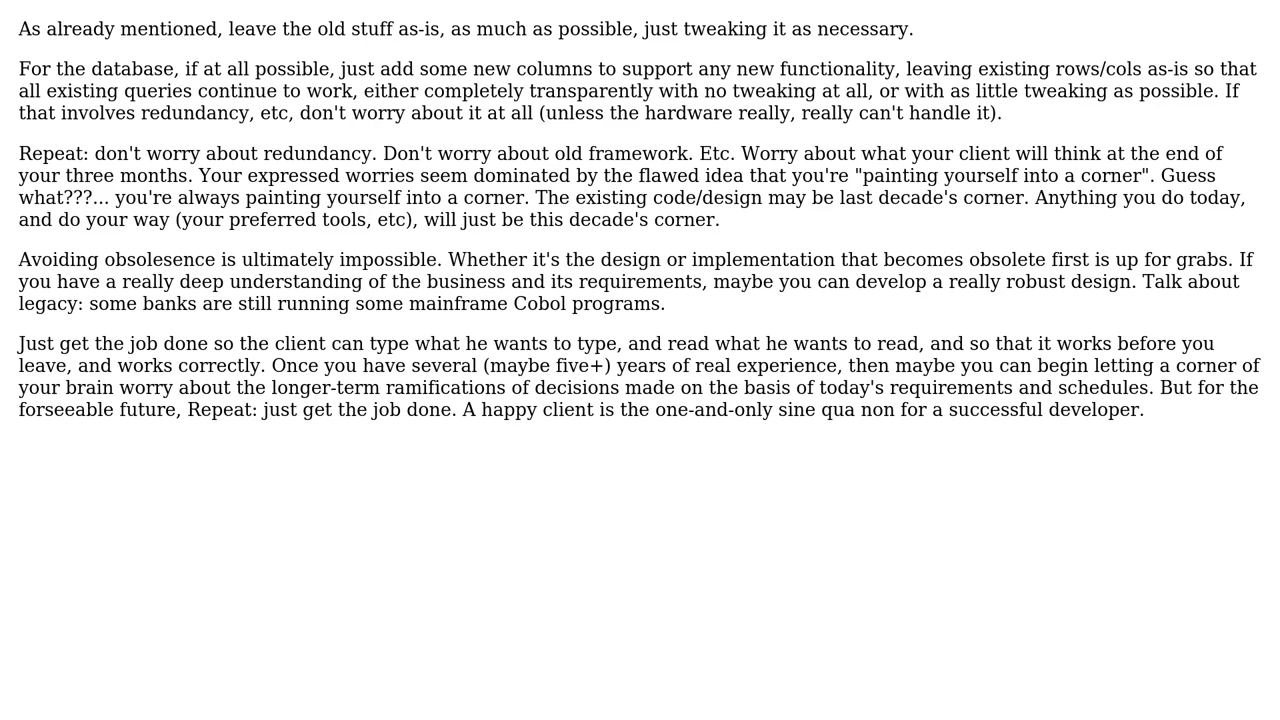 As already mentioned, leave the old stuff as-is, as much as possible, just tweaking it as necessary.
For the database, if at all possible, just add some new columns to support any new functionality, leaving existing rows/cols as-is so that
all existing queries continue to work, either completely transparently with no tweaking at all, or with as little tweaking as possible. If
that involves redundancy, etc, don't worry about it at all (unless the hardware really, really can't handle it).
Repeat: don't worry about redundancy. Don't worry about old framework. Etc. Worry about what your client will think at the end of
your three months. Your expressed worries seem dominated by the flawed idea that you're "painting yourself into a corner". Guess
what???... you're always painting yourself into a corner. The existing code/design may be last decade's corner. Anything you do today,
and do your way (your preferred tools, etc), will just be this decade's corner.
Avoiding obsolesence is ultimately impossible. Whether it's the design or implementation that becomes obsolete first is up for grabs. If
you have a really deep understanding of the business and its requirements, maybe you can develop a really robust design. Talk about
legacy: some banks are still running some mainframe Cobol programs.
Just get the job done so the client can type what he wants to type, and read what he wants to read, and so that it works before you
leave, and works correctly. Once you have several (maybe five+) years of real experience, then maybe you can begin letting a corner of
your brain worry about the longer-term ramifications of decisions made on the basis of today's requirements and schedules. But for the
forseeable future, Repeat: just get the job done. A happy client is the one-and-only sine qua non for a successful developer.